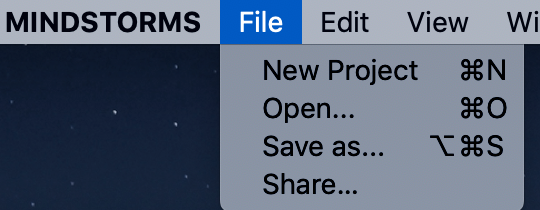 MINDSTORMS File Edit View Wi
New Project ⌘N
Open... ⌘O
Save as... ⌥⌘S
Share...